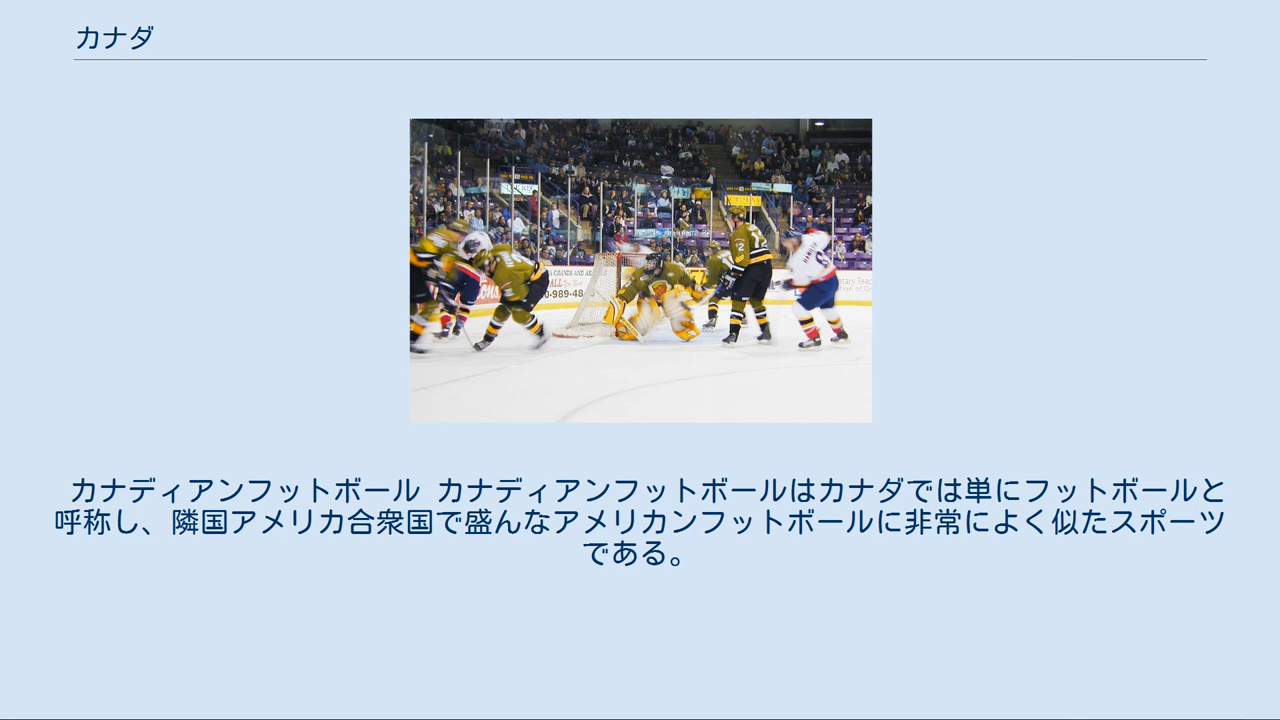 カナダ
カナディアンフットボール カナディアンフットボールはカナダでは単にフットボールと
呼称し、隣国アメリカ合衆国で盛んなアメリカンフットボールに非常によく似たスポーツ
である。